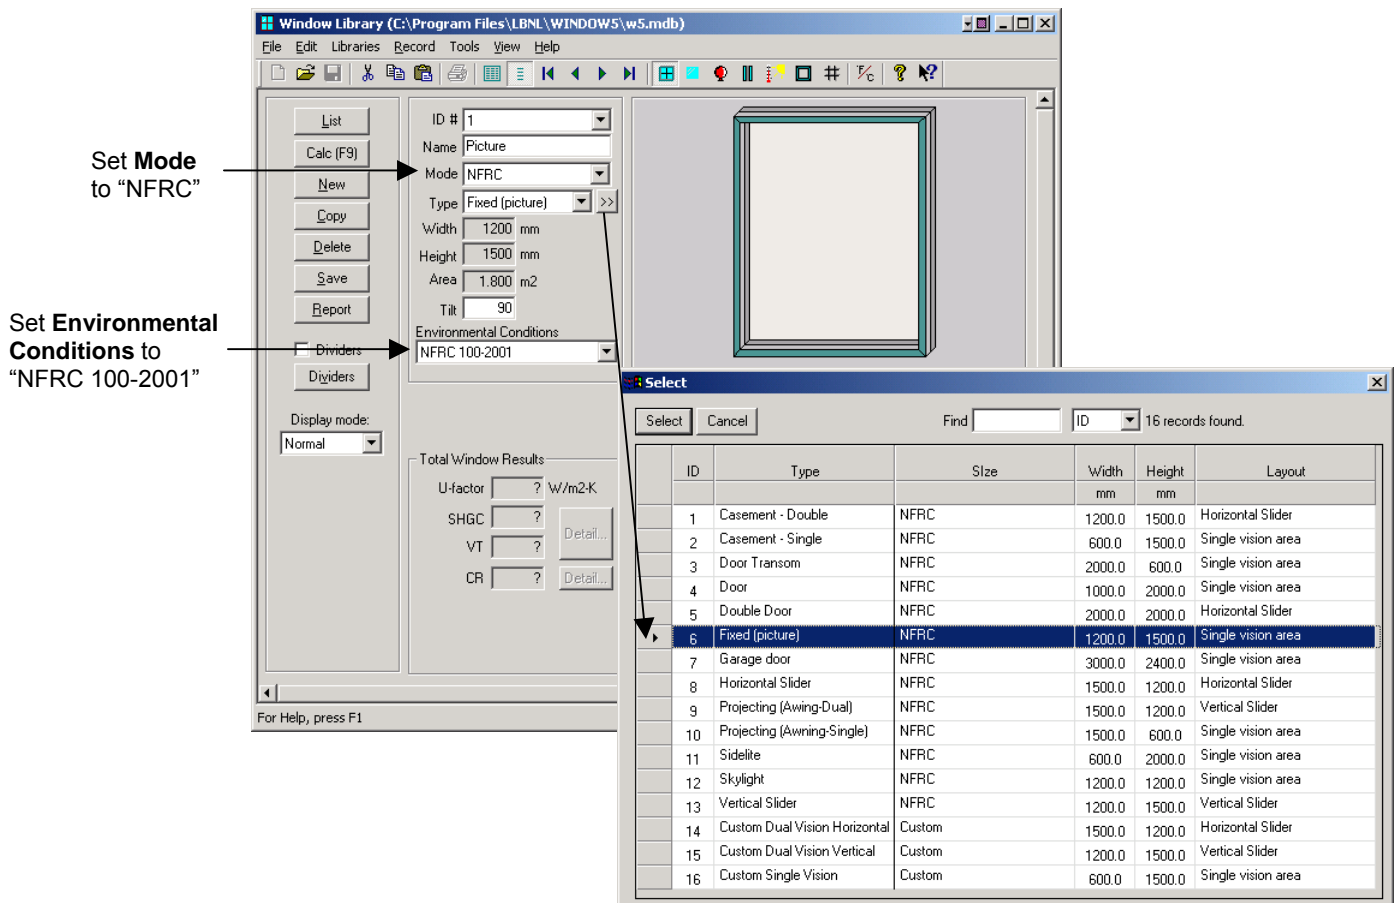 Window Library (C:\Program Files\LBNL\WINDOW5\w5.mdb)
File Edit Libraries Record Tools View Help
F/C
List
Calc (F9)
New
Copy
Delete
Save
Report
Dividers
Dividers
Display mode:
Normal
ID # 1
Name Picture
Mode NFRC
Type Fixed (picture) >>
Width 1200 mm
Height 1500 mm
Area 1.800 m2
Tilt 90
Environmental Conditions
NFRC 100-2001
Total Window Results
U-factor ? W/m2-K
SHGC ?
VT ?
Detail...
CR ? Detail...
For Help, press F1
Set Mode
to “NFRC”
Set Environmental
Conditions to
“NFRC 100-2001”
Select
Select Cancel Find ID 16 records found.
ID Type SIze Width Height Layout
mm mm
1 Casement - Double NFRC 1200.0 1500.0 Horizontal Slider
2 Casement - Single NFRC 600.0 1500.0 Single vision area
3 Door Transom NFRC 2000.0 600.0 Single vision area
4 Door NFRC 1000.0 2000.0 Single vision area
5 Double Door NFRC 2000.0 2000.0 Horizontal Slider
6 Fixed (picture) NFRC 1200.0 1500.0 Single vision area
7 Garage door NFRC 3000.0 2400.0 Single vision area
8 Horizontal Slider NFRC 1500.0 1200.0 Horizontal Slider
9 Projecting (Awing-Dual) NFRC 1500.0 1200.0 Vertical Slider
10 Projecting (Awning-Single) NFRC 1500.0 600.0 Single vision area
11 Sidelite NFRC 600.0 2000.0 Single vision area
12 Skylight NFRC 1200.0 1200.0 Single vision area
13 Vertical Slider NFRC 1200.0 1500.0 Vertical Slider
14 Custom Dual Vision Horizontal Custom 1500.0 1200.0 Horizontal Slider
15 Custom Dual Vision Vertical Custom 1200.0 1500.0 Vertical Slider
16 Custom Single Vision Custom 600.0 1500.0 Single vision area